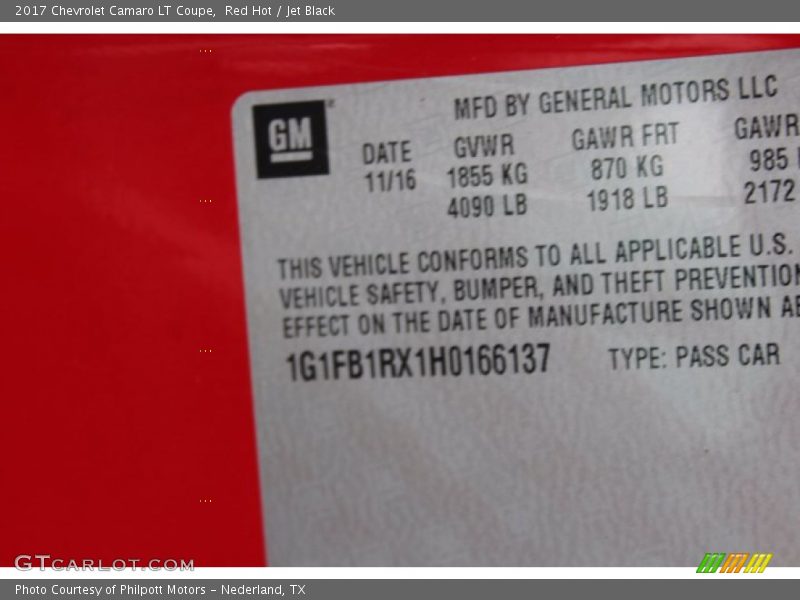 2017 Chevrolet Camaro LT Coupe, Red Hot / Jet Black
GM
MFD BY GENERAL MOTORS LLC
DATE GVWR GAWR FRT GAWR
11/16 1855 KG 870 KG 985
4090 LB 1918 LB 2172
THIS VEHICLE CONFORMS TO ALL APPLICABLE U.S.
VEHICLE SAFETY, BUMPER, AND THEFT PREVENTION
EFFECT ON THE DATE OF MANUFACTURE SHOWN AB
1G1FB1RX1H0166137 TYPE: PASS CAR
GTCARLOT.COM
Photo Courtesy of Philpott Motors - Nederland, TX